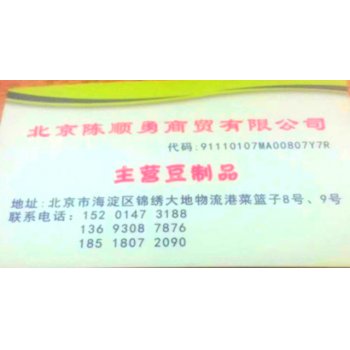 北京陈顺勇商贸有限公司
代码:91110107MA00807Y7R
主营豆制品
地址:北京市海淀区锦绣大地物流港菜篮子8号、9号
联系电话:152 0147 3188
136 9308 7876
185 1807 2090